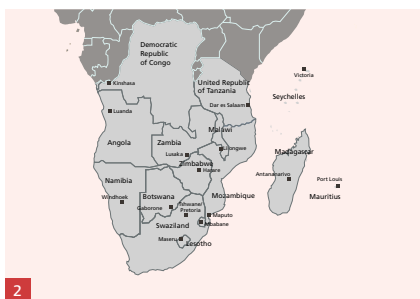 Democratic
Republic
of Congo
Kinshasa
United Republic
of Tanzania
Victoria
Seychelles
Dar es Salaam
Luanda
Malawi
Angola
Zambia
Lilongwe
Madagascar
Lusaka
Zimbabwe
Harare
Antananarivo
Port Louis
Namibia
Mauritius
Windhoek
Botswana
Mozambique
Gaborone
Tshwane/
Pretoria
Maputo
Mbabane
Swaziland
Maseru
Lesotho
2